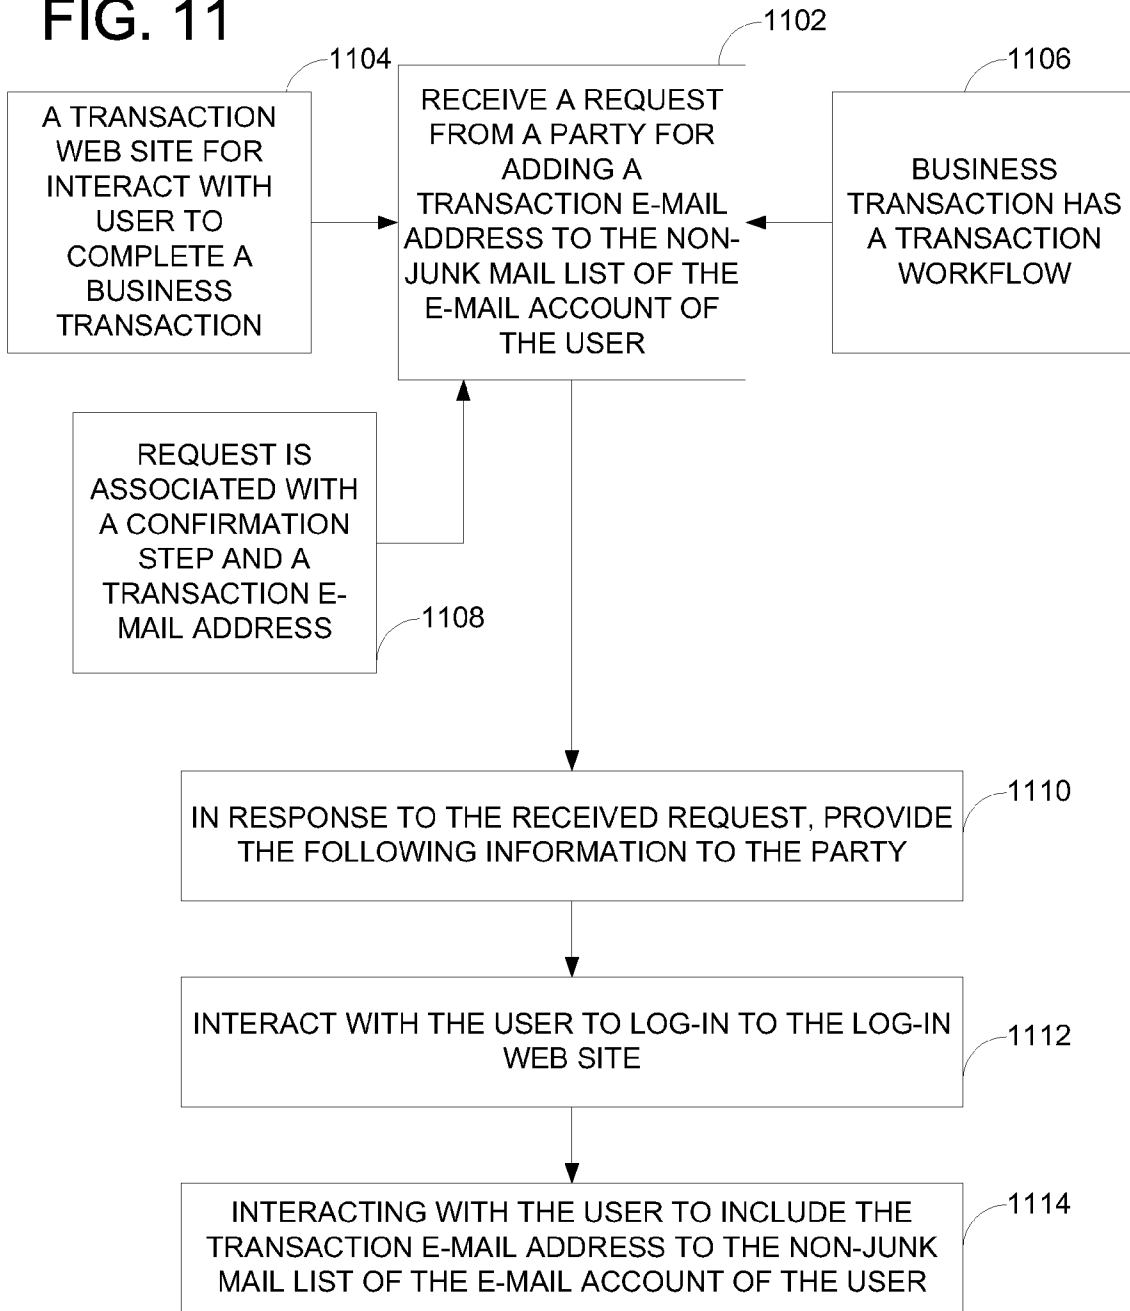 FIG. 11
1102
1104
1106
A TRANSACTION
WEB SITE FOR
INTERACT WITH
USER TO
COMPLETE A
BUSINESS
TRANSACTION
RECEIVE A REQUEST
FROM A PARTY FOR
ADDING A
TRANSACTION E-MAIL
ADDRESS TO THE NON-
JUNK MAIL LIST OF THE
E-MAIL ACCOUNT OF
THE USER
BUSINESS
TRANSACTION HAS
A TRANSACTION
WORKFLOW
REQUEST IS
ASSOCIATED WITH
A CONFIRMATION
STEP AND A
TRANSACTION E-
MAIL ADDRESS
1108
IN RESPONSE TO THE RECEIVED REQUEST, PROVIDE
THE FOLLOWING INFORMATION TO THE PARTY
1110
INTERACT WITH THE USER TO LOG-IN TO THE LOG-IN
WEB SITE
1112
INTERACTING WITH THE USER TO INCLUDE THE
TRANSACTION E-MAIL ADDRESS TO THE NON-JUNK
MAIL LIST OF THE E-MAIL ACCOUNT OF THE USER
1114